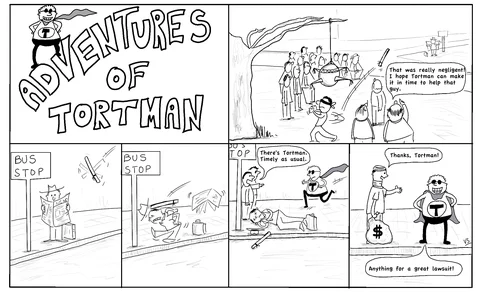 ADVENTURES
OF
TORTMAN
T
That was really negligent.
I hope Tortman can make
it in time to help that
guy.
BUS
STOP
BUS
STOP
BUS
STOP
There's Tortman.
Timely as usual.
T
Thanks, Tortman!
$
T
Anything for a great lawsuit!